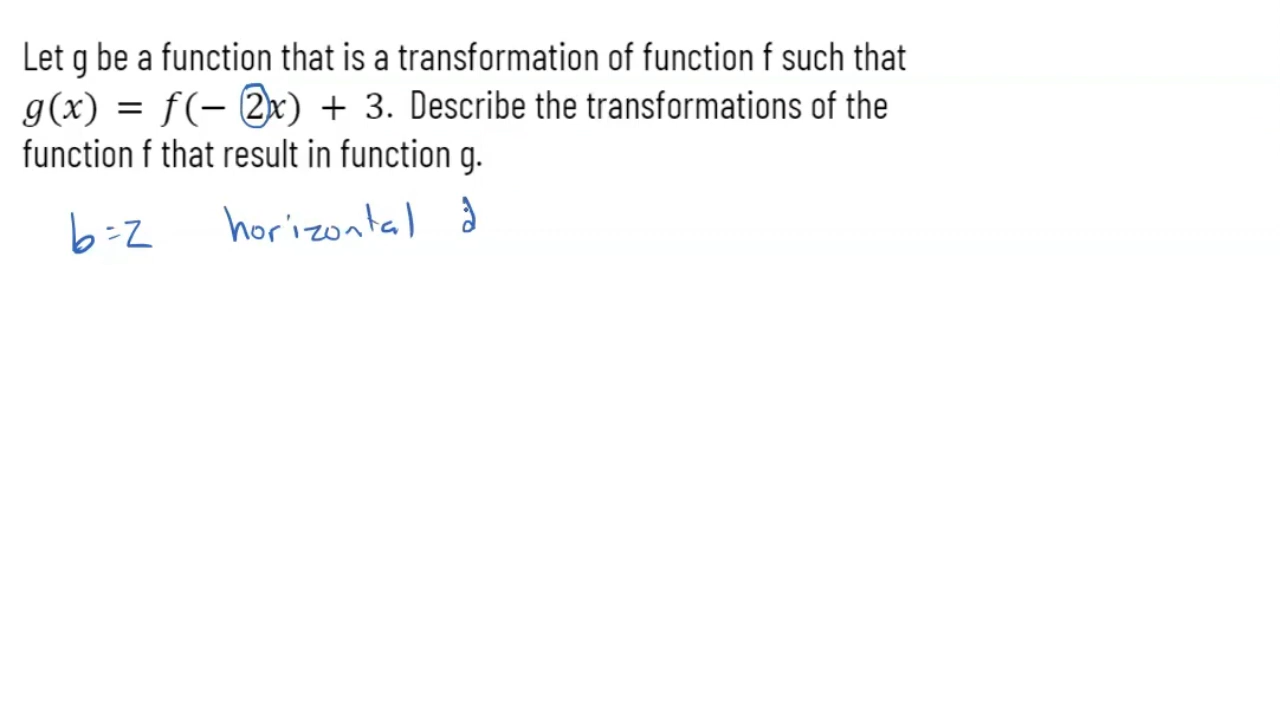 Let g be a function that is a transformation of function f such that
g(x) = f(− 2x) + 3. Describe the transformations of the
function f that result in function g.
b=2 horizontal d